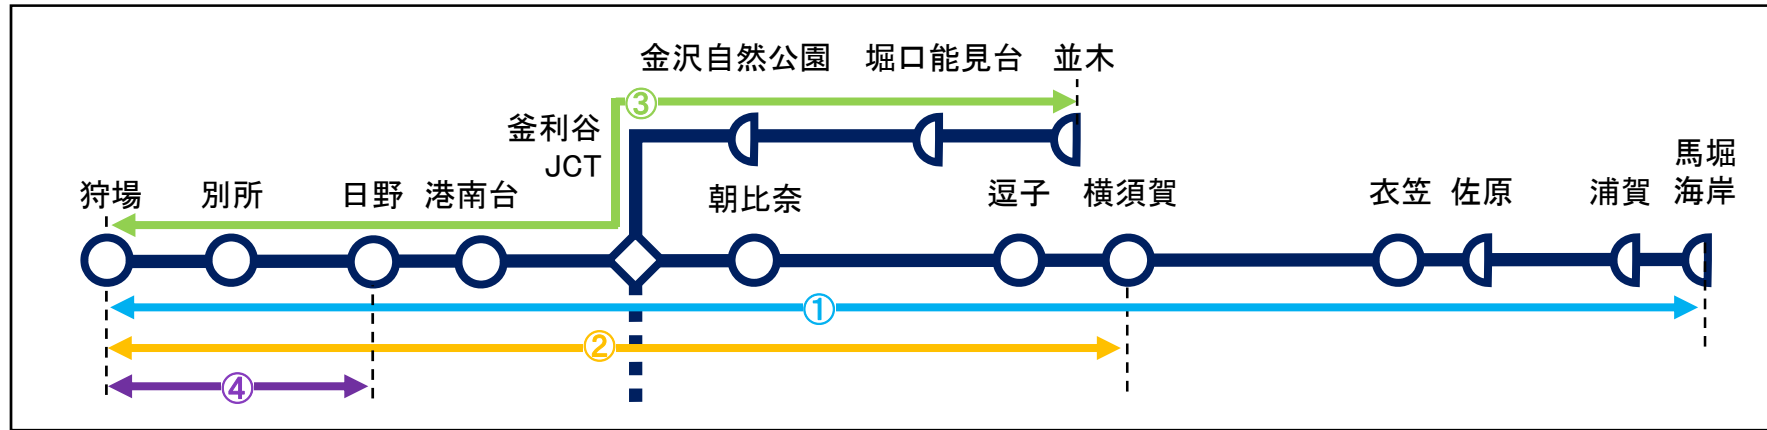 金沢自然公園
堀口能見台
並木
③
釜利谷
JCT
馬堀
海岸
狩場
別所
日野
港南台
朝比奈
逗子
横須賀
衣笠
佐原
浦賀
①
②
④